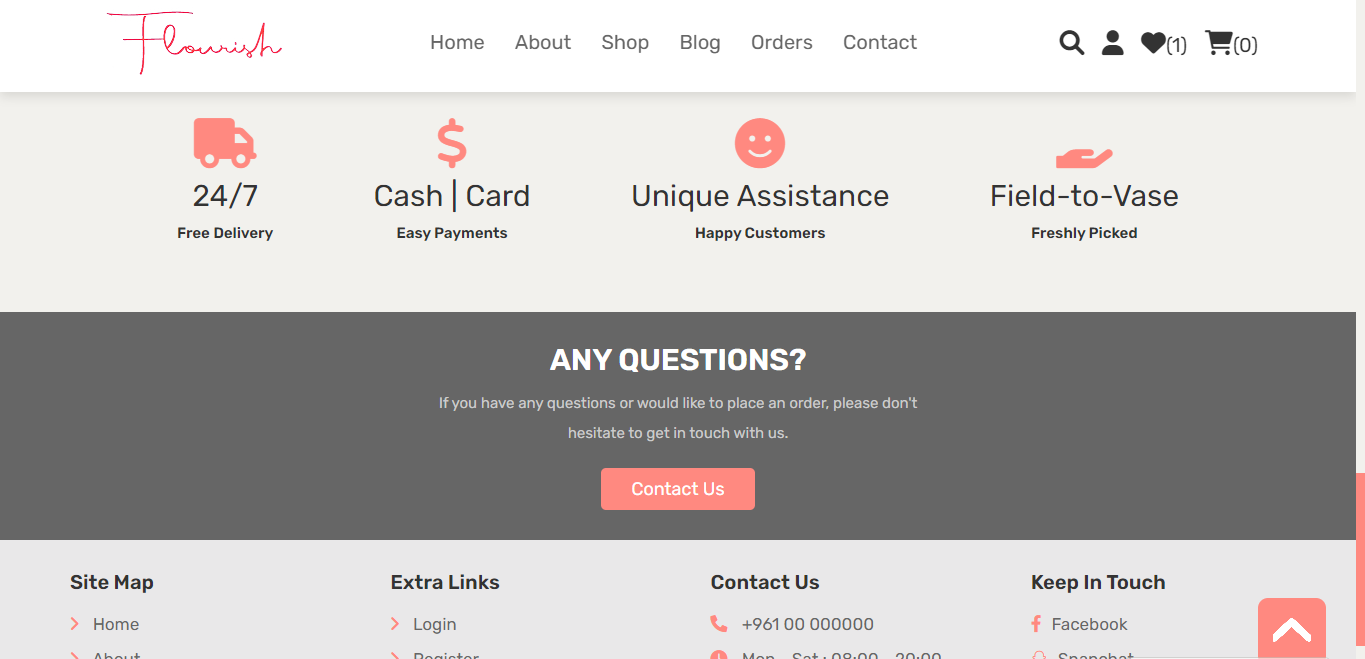 Flourish
Home About Shop Blog Orders Contact (1) (0)
24/7 Cash | Card Unique Assistance Field-to-Vase
Free Delivery Easy Payments Happy Customers Freshly Picked
ANY QUESTIONS?
If you have any questions or would like to place an order, please don't
hesitate to get in touch with us.
Contact Us
Site Map Extra Links Contact Us Keep In Touch
Home Login +961 00 000000 Facebook
About Register Mon - Sat : 08:00 - 20:00 Snapchat